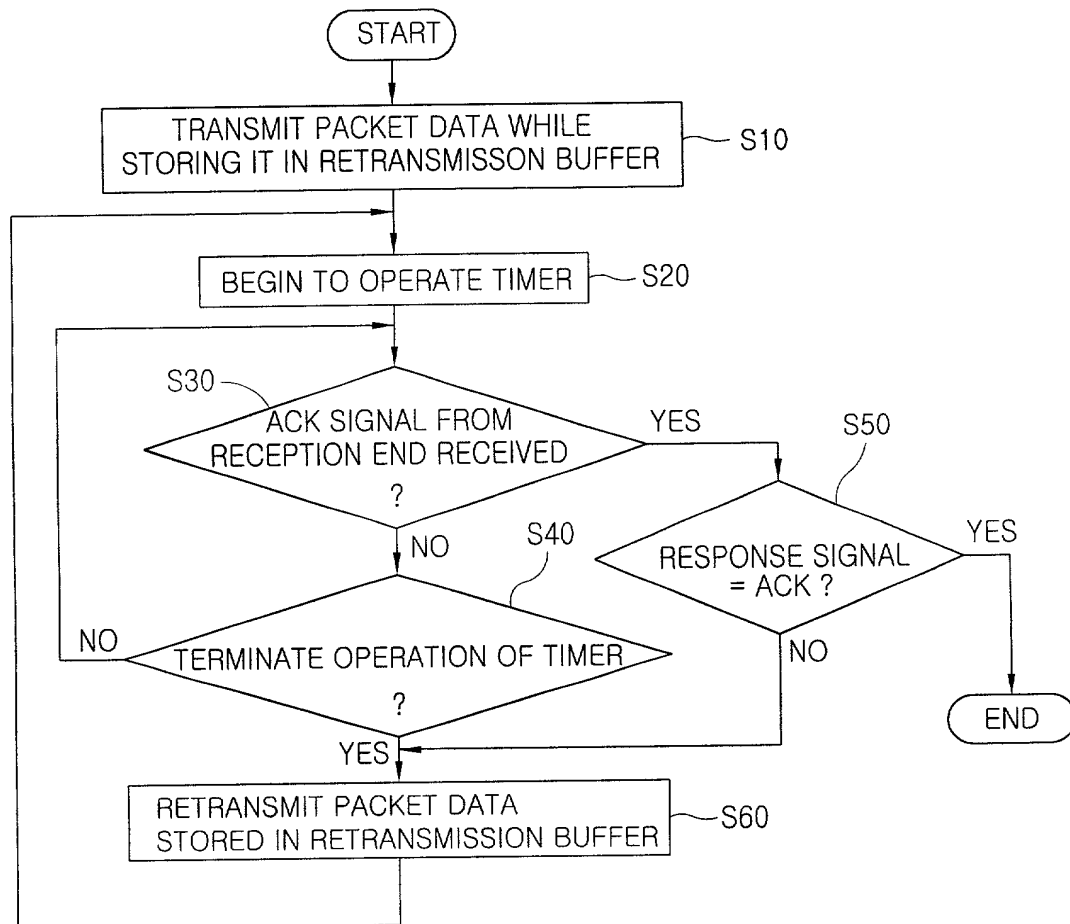 START
TRANSMIT PACKET DATA WHILE
STORING IT IN RETRANSMISSON BUFFER
S10
BEGIN TO OPERATE TIMER
S20
S30
ACK SIGNAL FROM
RECEPTION END RECEIVED
?
YES
NO
S50
RESPONSE SIGNAL
= ACK ?
YES
NO
END
S40
TERMINATE OPERATION OF TIMER
?
NO
YES
RETRANSMIT PACKET DATA
STORED IN RETRANSMISSION BUFFER
S60